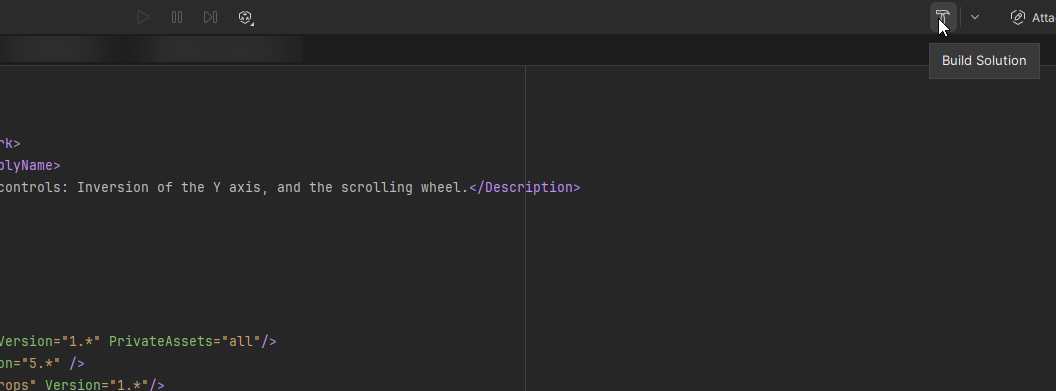 Atta
Build Solution
rk>
blyName>
controls: Inversion of the Y axis, and the scrolling wheel.</Description>
Version="1.*" PrivateAssets="all"/>
on="5.*" />
rops" Version="1.*"/>